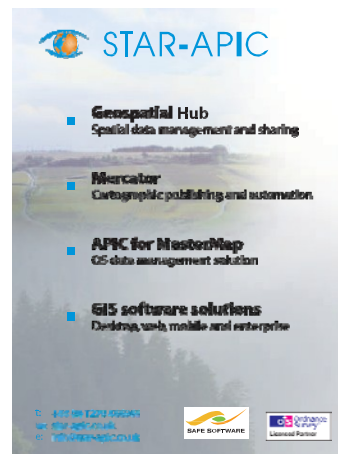 STAR-APIC
Geospatial Hub
Spatial data management and sharing
Mercator
Cartographic publishing and automation
APIC for MasterMap
OS data management solution
GIS software solutions
Desktop, web, mobile and enterprise
SAFE SOFTWARE
OS Ordnance
Survey
Licensed Partner